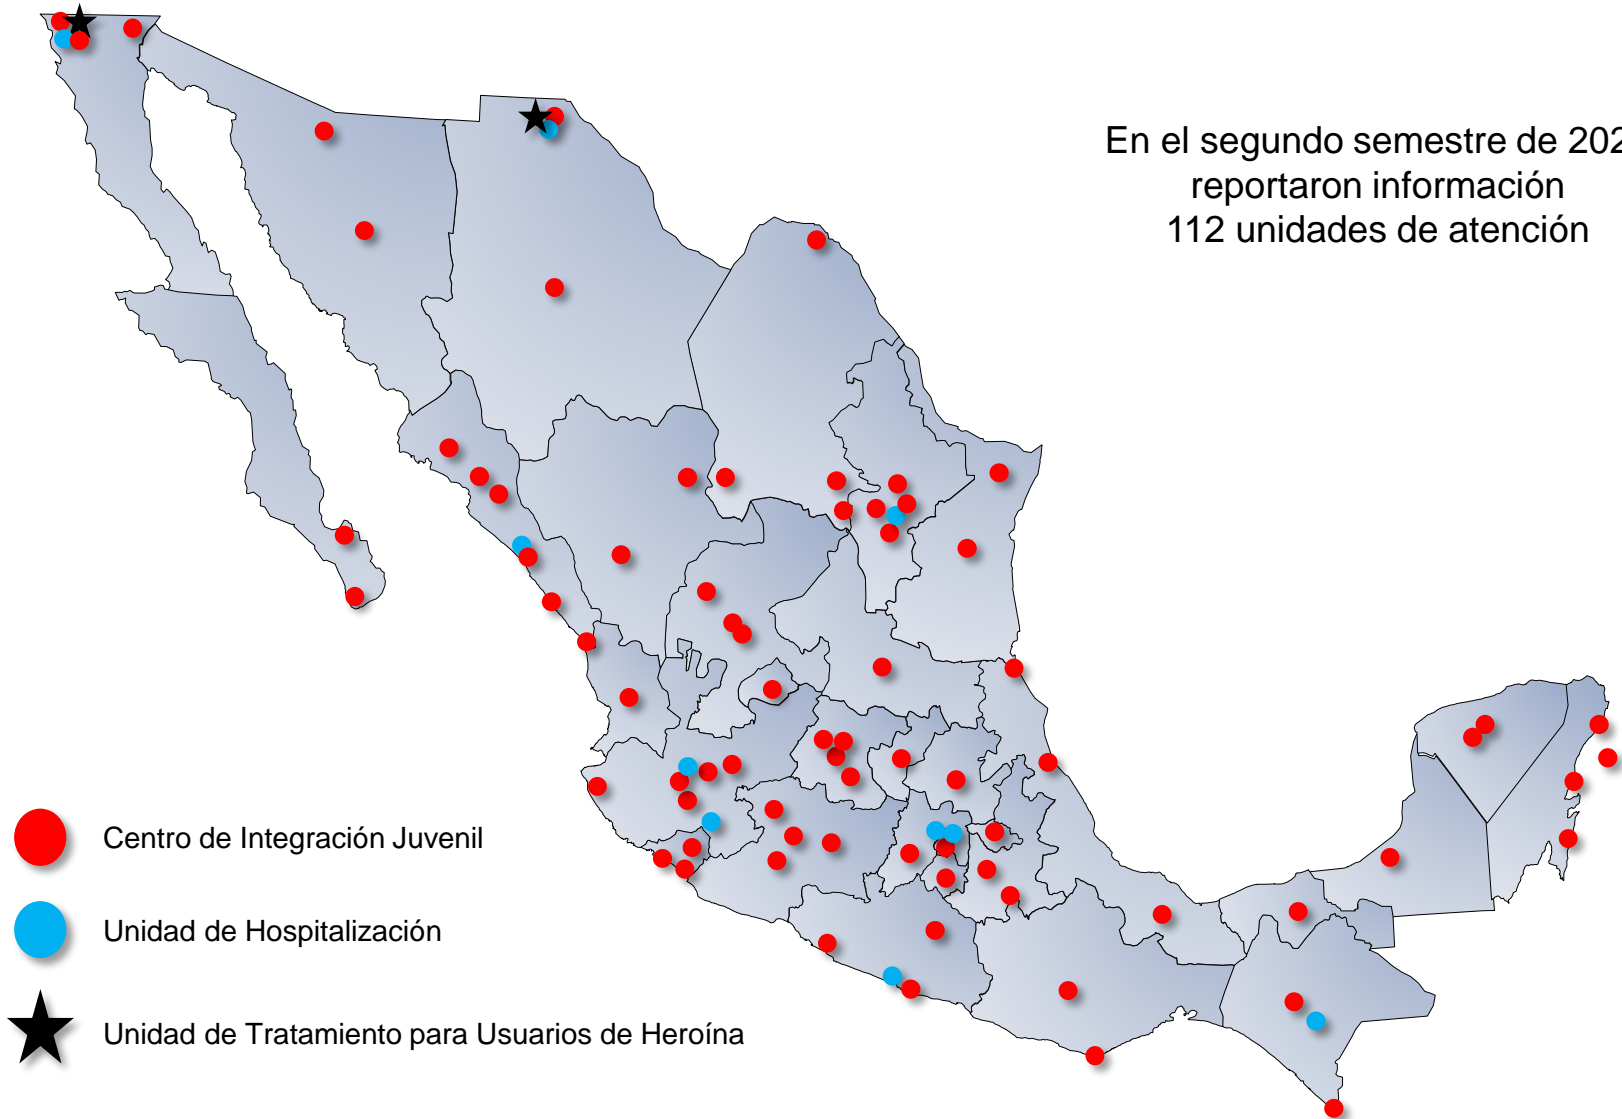 En el segundo semestre de 202
reportaron información
112 unidades de atención
Centro de Integración Juvenil
Unidad de Hospitalización
Unidad de Tratamiento para Usuarios de Heroína